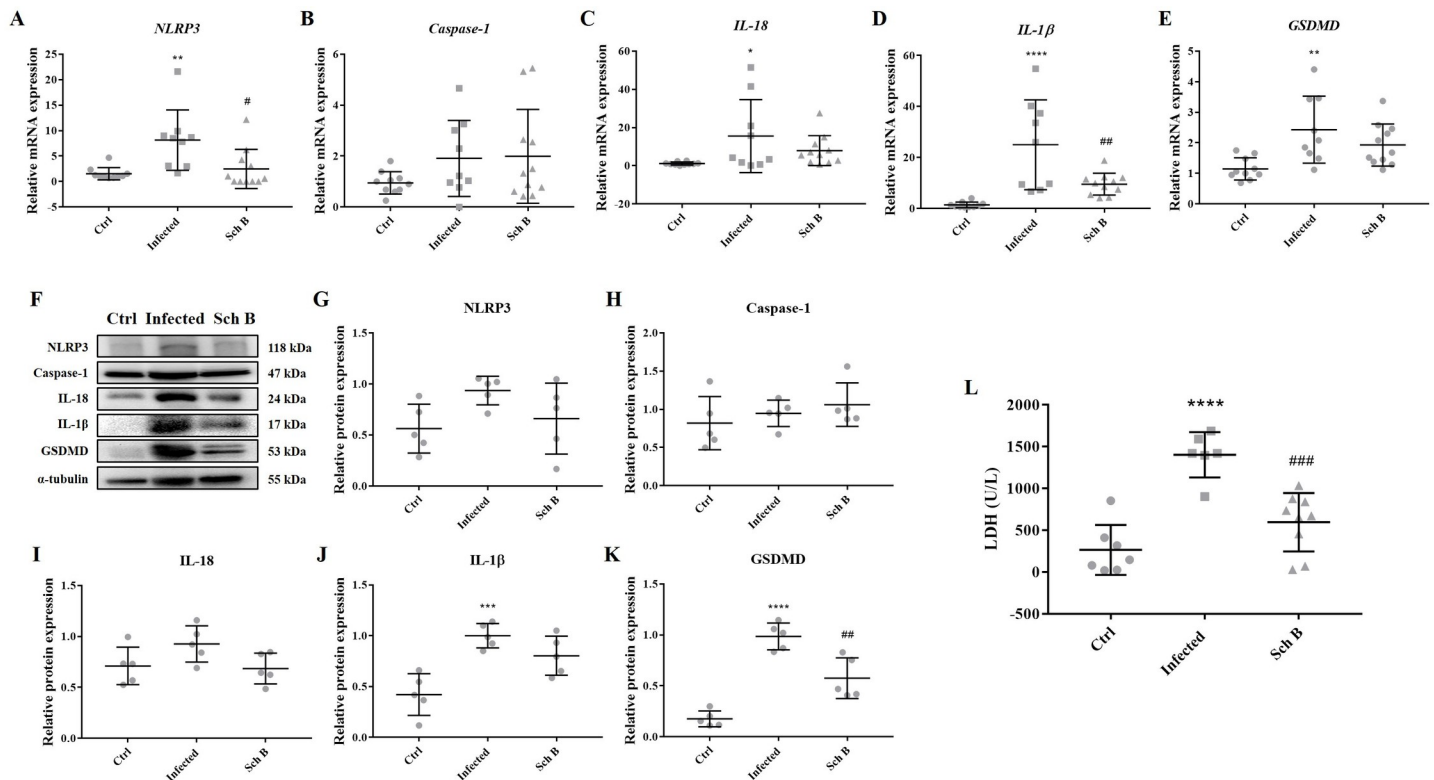 A
NLRP3
Relative mRNA expression
25
20
15
10
5
0
-5
**
#
Ctrl
Infected
Sch B
B
Caspase-1
Relative mRNA expression
6
4
2
0
Ctrl
Infected
Sch B
C
IL-18
Relative mRNA expression
60
40
20
0
-20
*
Ctrl
Infected
Sch B
D
IL-1β
Relative mRNA expression
60
40
20
0
****
##
Ctrl
Infected
Sch B
E
GSDMD
Relative mRNA expression
5
4
3
2
1
0
**
Ctrl
Infected
Sch B
F
Ctrl Infected Sch B
NLRP3 118 kDa
Caspase-1 47 kDa
IL-18 24 kDa
IL-1β 17 kDa
GSDMD 53 kDa
α-tubulin 55 kDa
G
NLRP3
Relative protein expression
1.5
1.0
0.5
0.0
Ctrl
Infected
Sch B
H
Caspase-1
Relative protein expression
2.0
1.5
1.0
0.5
0.0
Ctrl
Infected
Sch B
I
IL-18
Relative protein expression
1.5
1.0
0.5
0.0
Ctrl
Infected
Sch B
J
IL-1β
Relative protein expression
1.5
1.0
0.5
0.0
***
Ctrl
Infected
Sch B
K
GSDMD
Relative protein expression
1.5
1.0
0.5
0.0
****
##
Ctrl
Infected
Sch B
L
LDH (U/L)
2000
1500
1000
500
0
-500
****
###
Ctrl
Infected
Sch B